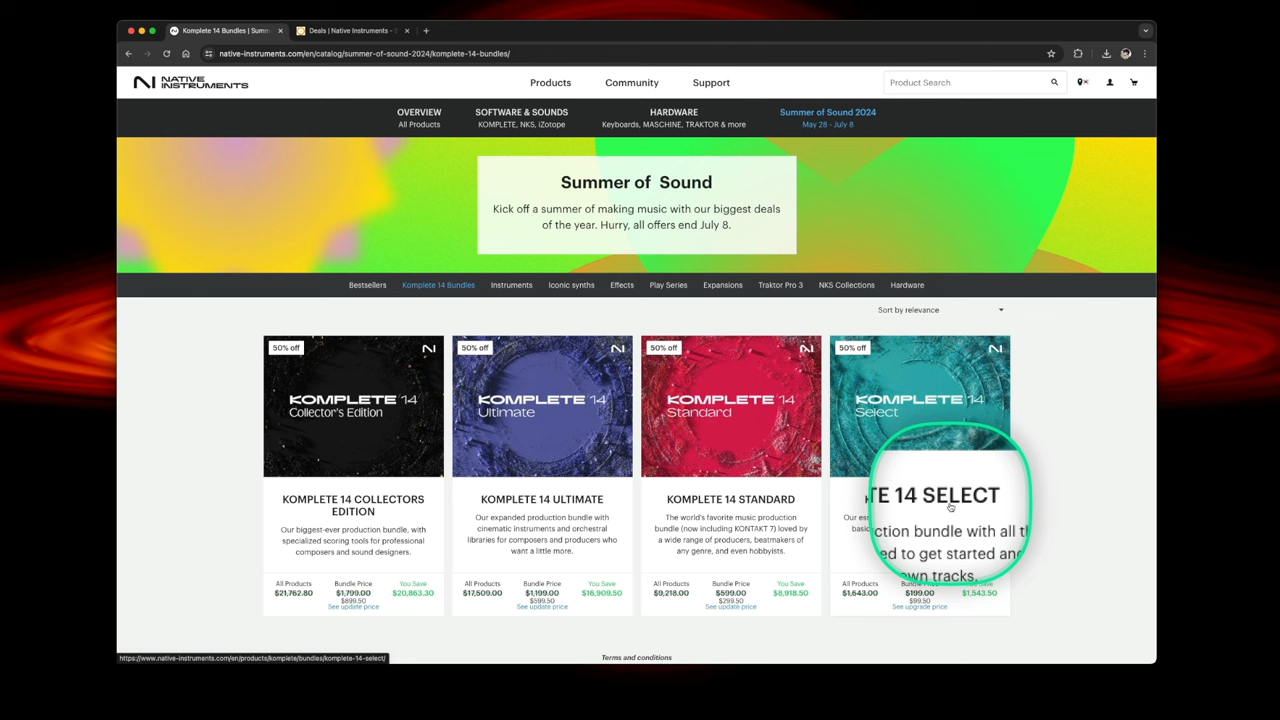 Komplete 14 Bundles | Summ
Deals | Native Instruments -
native-instruments.com/en/catalog/summer-of-sound-2024/komplete-14-bundles/
NATIVE
INSTRUMENTS
Products
Community
Support
Product Search
OVERVIEW
All Products
SOFTWARE & SOUNDS
KOMPLETE, NKS, iZotope
HARDWARE
Keyboards, MASCHINE, TRAKTOR & more
Summer of Sound 2024
May 28 - July 8
Summer of Sound
Kick off a summer of making music with our biggest deals
of the year. Hurry, all offers end July 8.
Bestsellers
Komplete 14 Bundles
Instruments
Iconic synths
Effects
Play Series
Expansions
Traktor Pro 3
NKS Collections
Hardware
Sort by relevance
50% off
KOMPLETE 14
Collector's Edition
KOMPLETE 14 COLLECTORS
EDITION
Our biggest-ever production bundle, with
specialized scoring tools for professional
composers and sound designers.
All Products Bundle Price You Save
$21,762.80 $1,799.00 $20,863.30
$899.50
See update price
50% off
KOMPLETE 14
Ultimate
KOMPLETE 14 ULTIMATE
Our expanded production bundle with
cinematic instruments and orchestral
libraries for composers and producers who
want a little more.
All Products Bundle Price You Save
$17,509.00 $1,199.00 $16,909.50
$599.50
See update price
50% off
KOMPLETE 14
Standard
KOMPLETE 14 STANDARD
The world's favorite music production
bundle (now including KONTAKT 7) loved by
a wide range of producers, beatmakers of
any genre, and even hobbyists.
All Products Bundle Price You Save
$9,218.00 $599.00 $8,918.50
$299.50
See update price
50% off
KOMPLETE 14
Select
TE 14 SELECT
Our
ction bundle with all
ed to get started and
own tracks.
All Products Bundle Price You Save
$1,643.00 $199.00 $1,543.50
$99.50
See upgrade price
https://www.native-instruments.com/en/products/komplete/bundles/komplete-14-select/
Terms and conditions